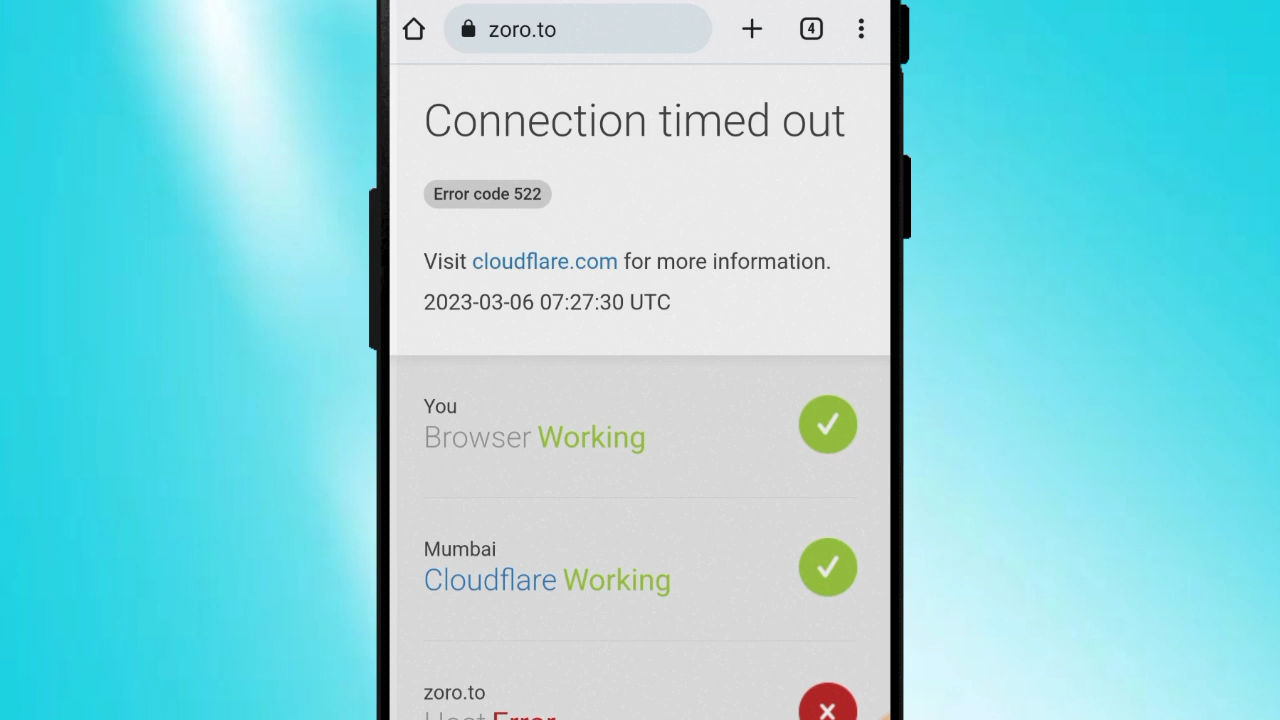 zoro.to
4
Connection timed out
Error code 522
Visit cloudflare.com for more information.
2023-03-06 07:27:30 UTC
You
Browser Working
Mumbai
Cloudflare Working
zoro.to
Host Error